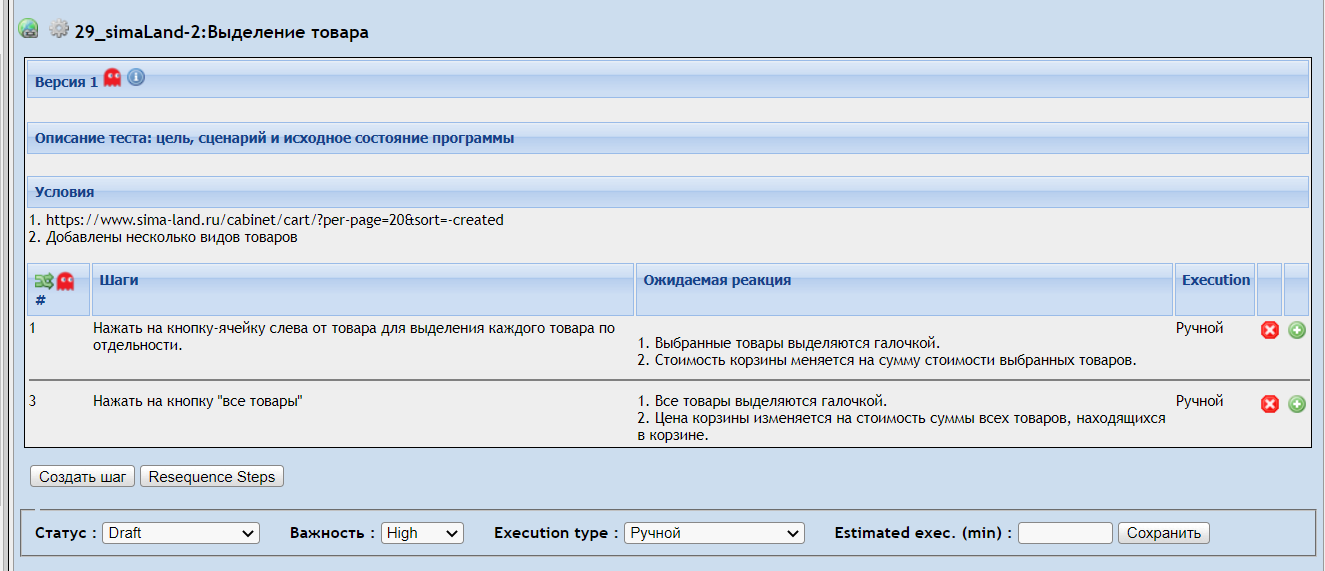 29_simaLand-2:Выделение товара
Версия 1
Описание теста: цель, сценарий и исходное состояние программы
Условия
1. https://www.sima-land.ru/cabinet/cart/?per-page=20&sort=-created
2. Добавлены несколько видов товаров
# Шаги Ожидаемая реакция Execution
1 Нажать на кнопку-ячейку слева от товара для выделения каждого товара по
отдельности.
1. Выбранные товары выделяются галочкой.
2. Стоимость корзины меняется на сумму стоимости выбранных товаров.
Ручной
3 Нажать на кнопку "все товары"
1. Все товары выделяются галочкой.
2. Цена корзины изменяется на стоимость суммы всех товаров, находящихся
в корзине.
Ручной
Создать шаг Resequence Steps
Статус : Draft Важность : High Execution type : Ручной Estimated exec. (min) : Сохранить